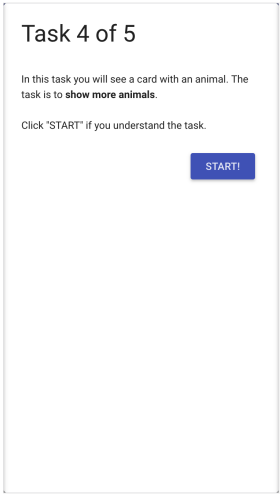 Task 4 of 5
In this task you will see a card with an animal. The
task is to show more animals.
Click "START" if you understand the task.
START!